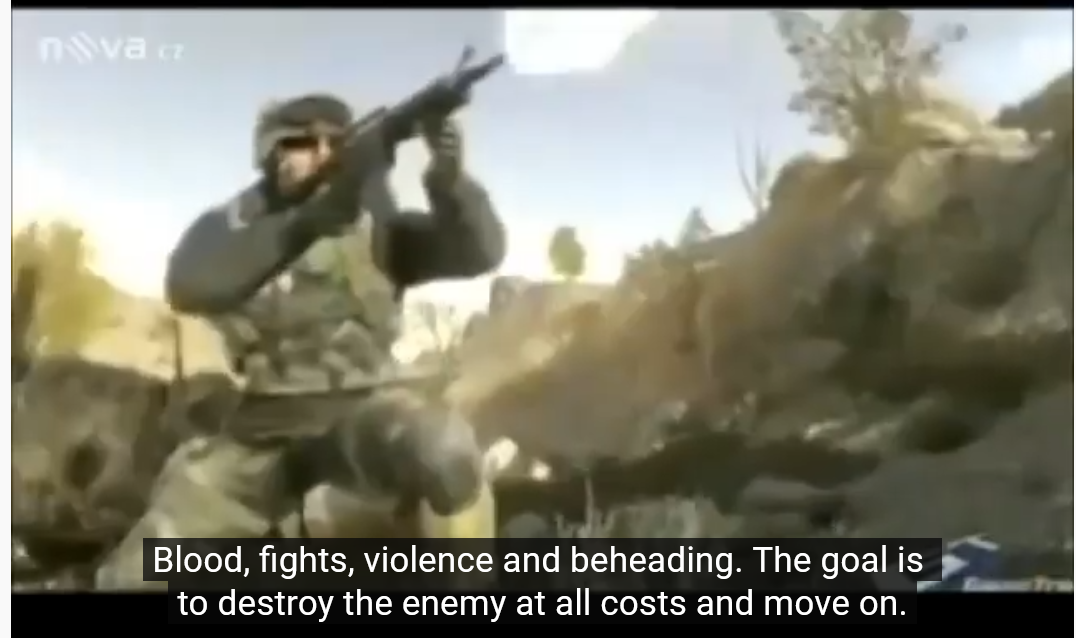 nova cz
Blood, fights, violence and beheading. The goal is
to destroy the enemy at all costs and move on.